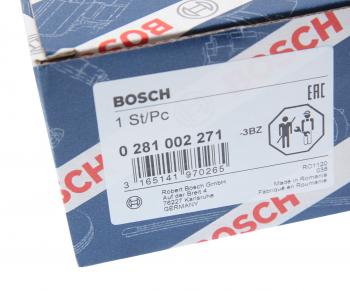 BOSCH
BOSCH
1 St/Pc
0 281 002 271
-3BZ
EAC
3 165141 970265
Robert Bosch GmbH
Auf der Breit 4
76227 Karlsruhe
GERMANY
RO1120
036
Made in Romania
Fabriqué en Roumanie
BOSCH
BOSCH